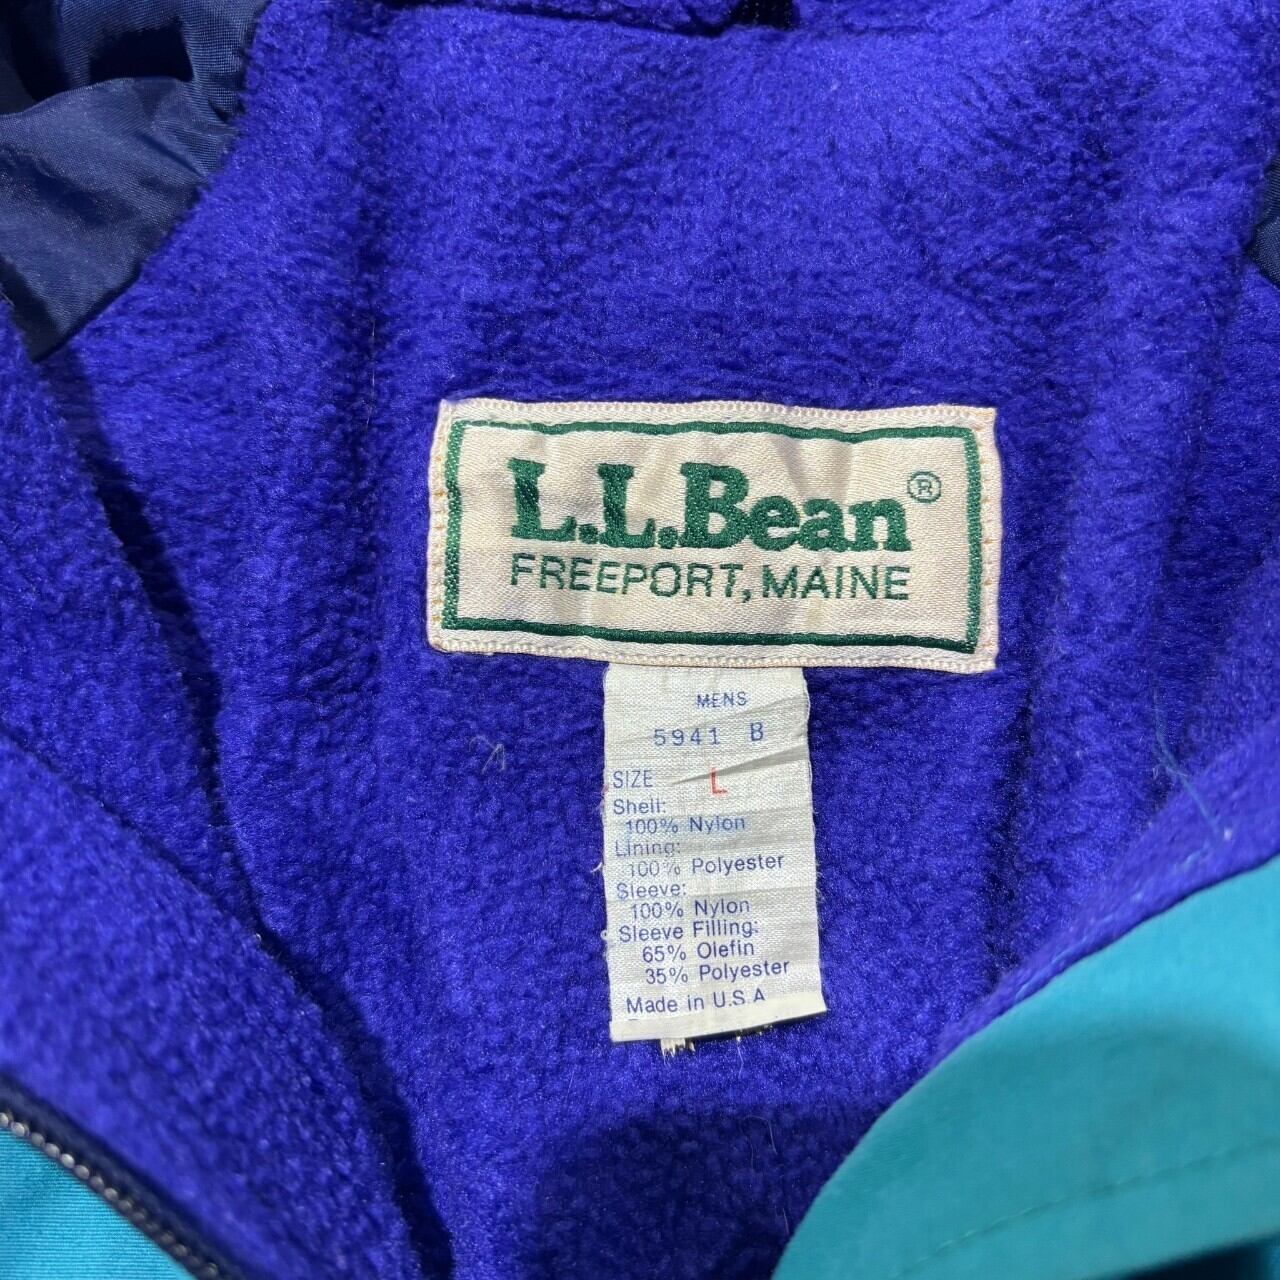 L.L.Bean®
FREEPORT, MAINE
MENS
5941 B
SIZE L
Shell:
100% Nylon
Lining:
100% Polyester
Sleeve:
100% Nylon
Sleeve Filling:
65% Olefin
35% Polyester
Made in U.S.A